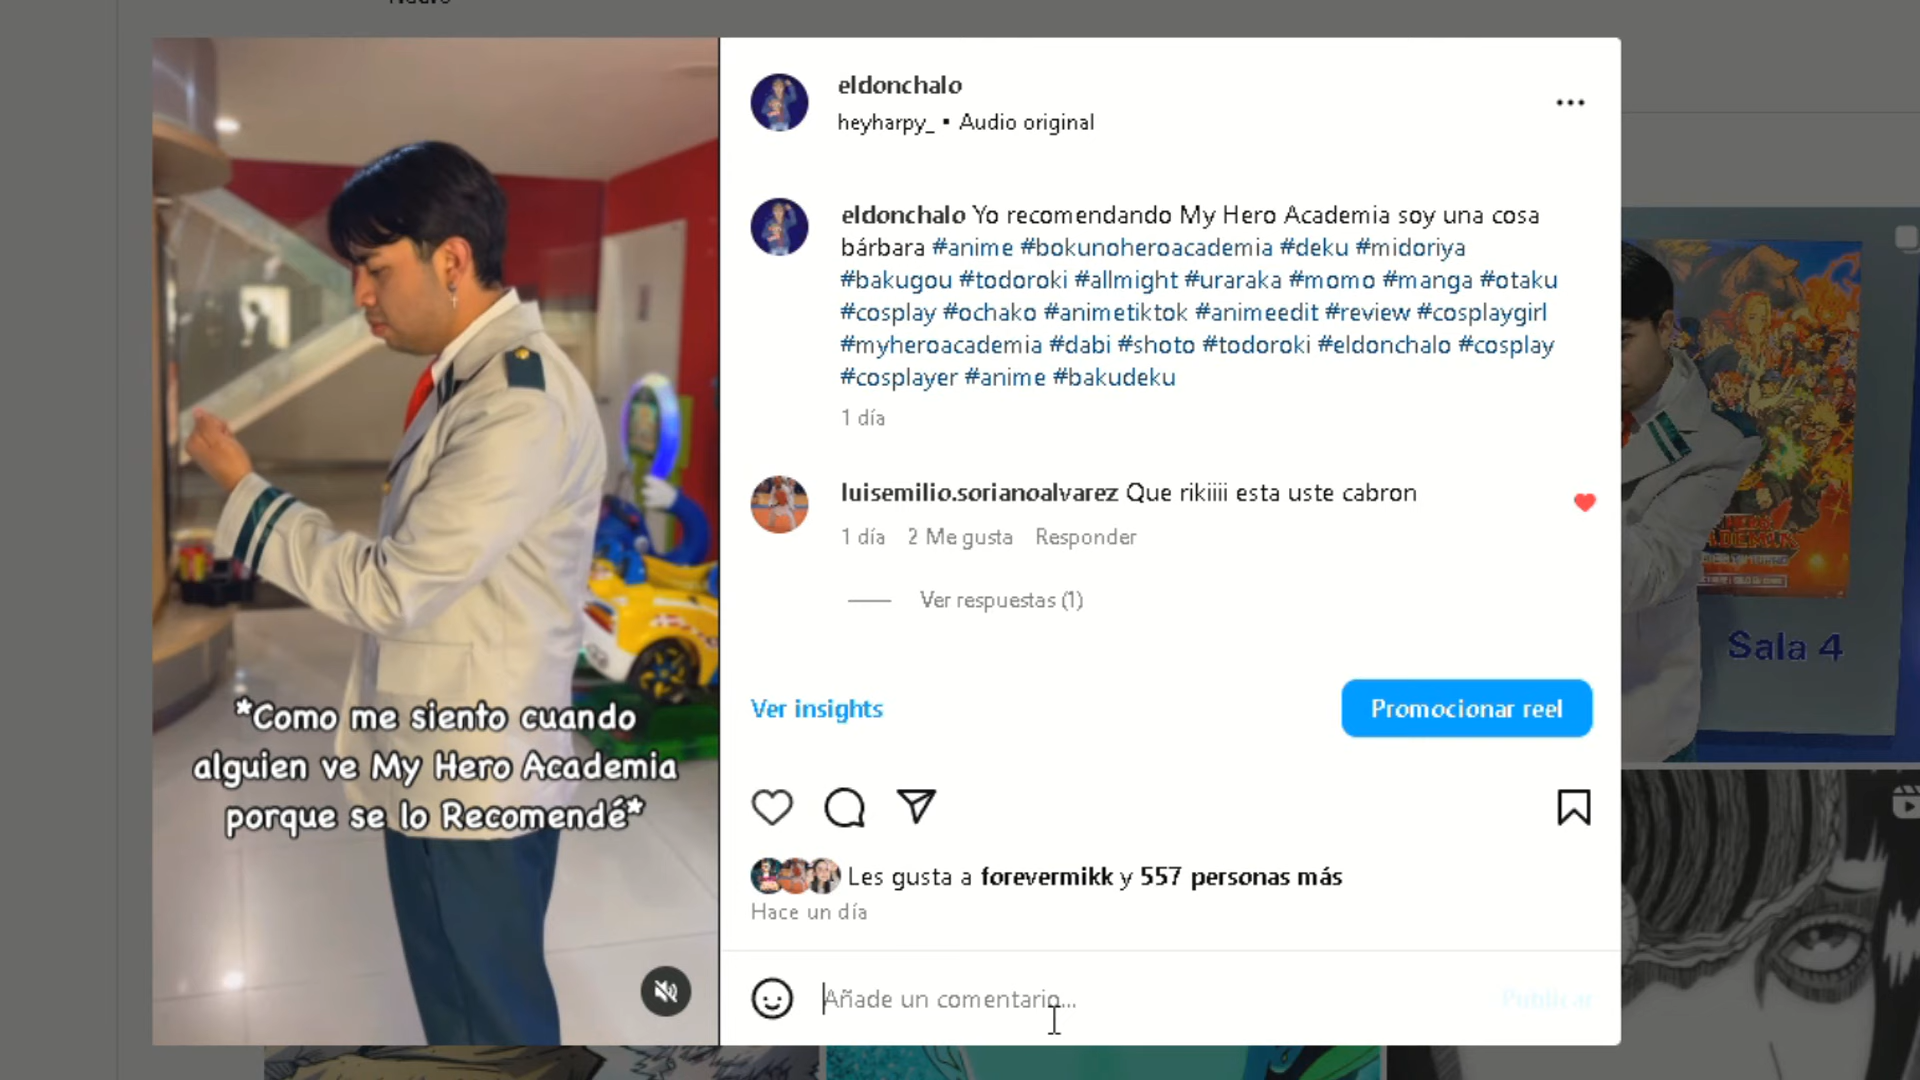 eldonchalo
heyharpy_ • Audio original
eldonchalo Yo recomendando My Hero Academia soy una cosa
bárbara #anime #bokunoheroacademia #deku #midoriya
#bakugou #todoroki #allmight #uraraka #momo #manga #otaku
#cosplay #ochako #animetiktok #animeedit #review #cosplaygirl
#myheroacademia #dabi #shoto #todoroki #eldonchalo #cosplay
#cosplayer #anime #bakudeku
1 día
luisemilio.sorianoalvarez Que rikiiii esta uste cabron
1 día 2 Me gusta Responder
Ver respuestas (1)
Ver insights
Promocionar reel
Les gusta a forevermikk y 557 personas más
Hace un día
Añade un comentario...
Publicar
*Como me siento cuando
alguien ve My Hero Academia
porque se lo Recomendé*
Sala 4